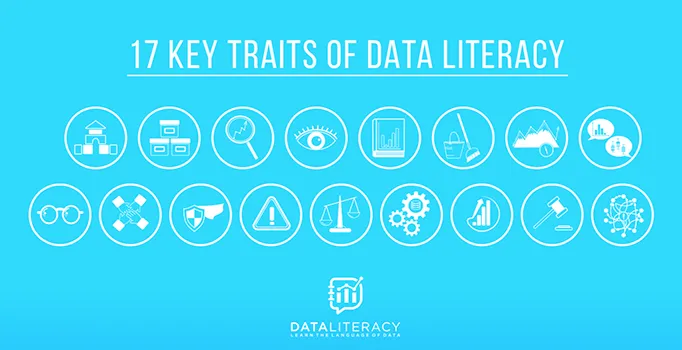 17 KEY TRAITS OF DATA LITERACY
DATALITERACY
LEARN THE LANGUAGE OF DATA